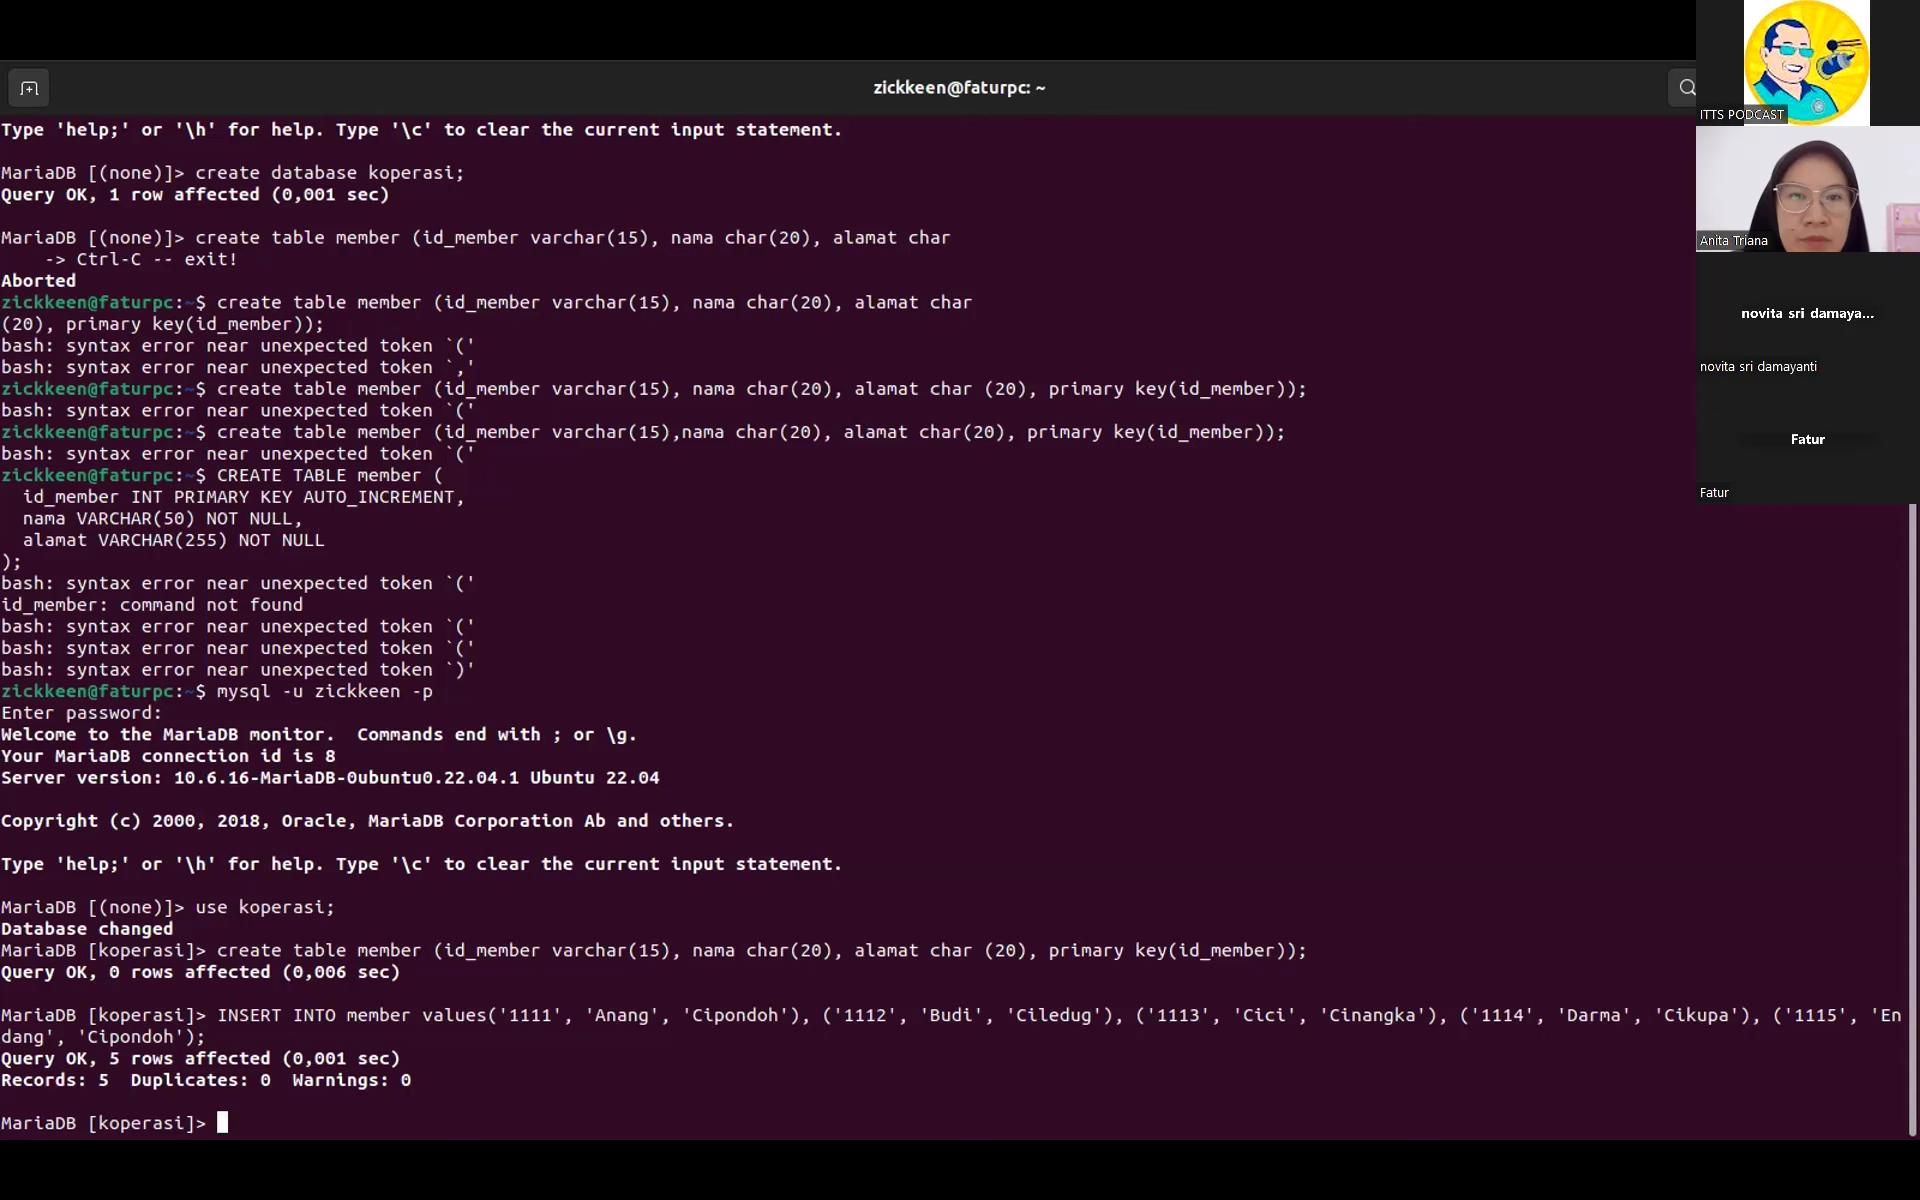 zickkeen@faturpc: ~
Type 'help;' or '\h' for help. Type '\c' to clear the current input statement.
MariaDB [(none)]> create database koperasi;
Query OK, 1 row affected (0,001 sec)
MariaDB [(none)]> create table member (id_member varchar(15), nama char(20), alamat char
    -> Ctrl-C -- exit!
Aborted
zickkeen@faturpc:~$ create table member (id_member varchar(15), nama char(20), alamat char
(20), primary key(id_member));
bash: syntax error near unexpected token `('
bash: syntax error near unexpected token `,'
zickkeen@faturpc:~$ create table member (id_member varchar(15), nama char(20), alamat char (20), primary key(id_member));
bash: syntax error near unexpected token `('
zickkeen@faturpc:~$ create table member (id_member varchar(15),nama char(20), alamat char(20), primary key(id_member));
bash: syntax error near unexpected token `('
zickkeen@faturpc:~$ CREATE TABLE member (
  id_member INT PRIMARY KEY AUTO_INCREMENT,
  nama VARCHAR(50) NOT NULL,
  alamat VARCHAR(255) NOT NULL
);
bash: syntax error near unexpected token `('
id_member: command not found
bash: syntax error near unexpected token `('
bash: syntax error near unexpected token `('
bash: syntax error near unexpected token `)'
zickkeen@faturpc:~$ mysql -u zickkeen -p
Enter password:
Welcome to the MariaDB monitor.  Commands end with ; or \g.
Your MariaDB connection id is 8
Server version: 10.6.16-MariaDB-0ubuntu0.22.04.1 Ubuntu 22.04
Copyright (c) 2000, 2018, Oracle, MariaDB Corporation Ab and others.
Type 'help;' or '\h' for help. Type '\c' to clear the current input statement.
MariaDB [(none)]> use koperasi;
Database changed
MariaDB [koperasi]> create table member (id_member varchar(15), nama char(20), alamat char (20), primary key(id_member));
Query OK, 0 rows affected (0,006 sec)
MariaDB [koperasi]> INSERT INTO member values('1111', 'Anang', 'Cipondoh'), ('1112', 'Budi', 'Ciledug'), ('1113', 'Cici', 'Cinangka'), ('1114', 'Darma', 'Cikupa'), ('1115', 'En
dang', 'Cipondoh');
Query OK, 5 rows affected (0,001 sec)
Records: 5  Duplicates: 0  Warnings: 0
MariaDB [koperasi]>
ITTS PODCAST
Anita Triana
novita sri damaya...
novita sri damayanti
Fatur
Fatur